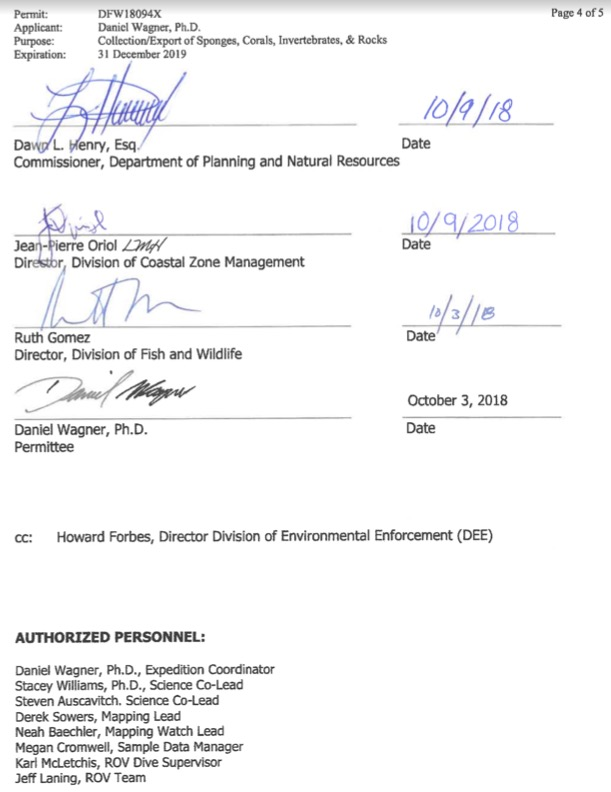 Permit: DFW18094X Page 4 of 5
Applicant: Daniel Wagner, Ph.D.
Purpose: Collection/Export of Sponges, Corals, Invertebrates, & Rocks
Expiration: 31 December 2019
10/9/18
Dawn L. Henry, Esq. Date
Commissioner, Department of Planning and Natural Resources
10/9/2018
Jean-Pierre Oriol LMH Date
Director, Division of Coastal Zone Management
10/3/18
Ruth Gomez Date
Director, Division of Fish and Wildlife
Daniel Wagner October 3, 2018
Daniel Wagner, Ph.D. Date
Permittee
cc: Howard Forbes, Director Division of Environmental Enforcement (DEE)
AUTHORIZED PERSONNEL:
Daniel Wagner, Ph.D., Expedition Coordinator
Stacey Williams, Ph.D., Science Co-Lead
Steven Auscavitch. Science Co-Lead
Derek Sowers, Mapping Lead
Neah Baechler, Mapping Watch Lead
Megan Cromwell, Sample Data Manager
Karl McLetchis, ROV Dive Supervisor
Jeff Laning, ROV Team